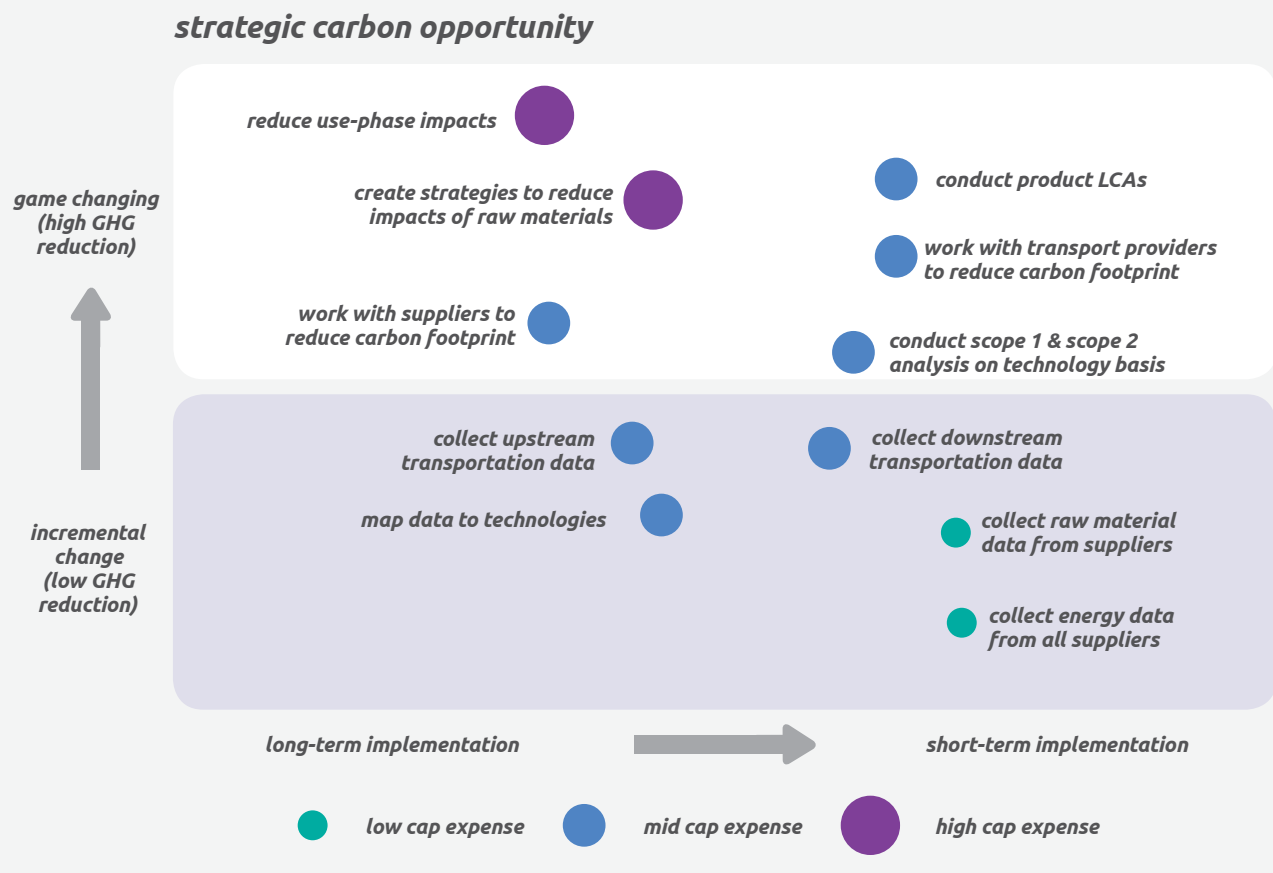 strategic carbon opportunity
reduce use-phase impacts
create strategies to reduce
impacts of raw materials
conduct product LCAs
game changing
(high GHG
reduction)
work with transport providers
to reduce carbon footprint
work with suppliers to
reduce carbon footprint
conduct scope 1 & scope 2
analysis on technology basis
collect upstream
transportation data
collect downstream
transportation data
map data to technologies
collect raw material
data from suppliers
incremental
change
(low GHG
reduction)
collect energy data
from all suppliers
long-term implementation
short-term implementation
low cap expense
mid cap expense
high cap expense